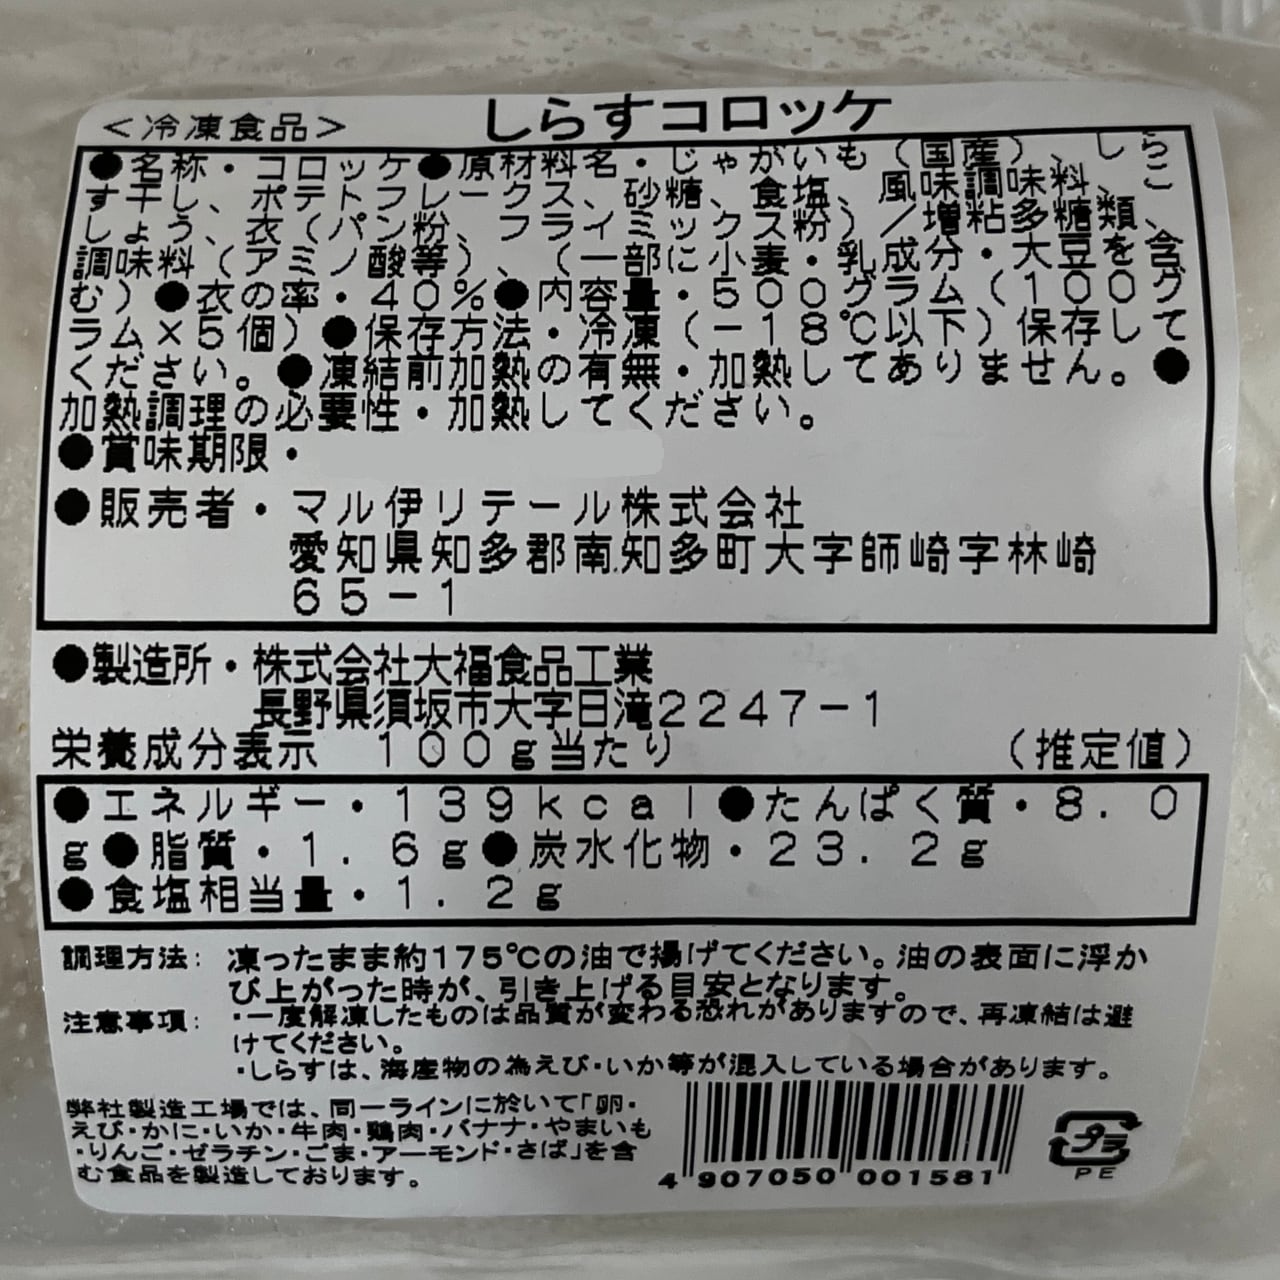 ＜冷凍食品＞ しらすコロッケ
●名称・コロッケ●原材料名・じゃがいも（国産）、しら
す干し、ポテトフレークス、砂糖、食塩、風味調味料、こ
しょう、衣（パン粉、フライミックス粉）／増粘多糖類、
調味料（アミノ酸等）、（一部に小麦・乳成分・大豆を含
む）●衣の率・40%●内容量・500グラム（100グ
ラム×5個）●保存方法・冷凍（－18℃以下）保存して
ください。●凍結前加熱の有無・加熱してありません。●
加熱調理の必要性・加熱してください。
●賞味期限・
●販売者・マル伊リテール株式会社
愛知県知多郡南知多町大字師崎字林崎
65－1
●製造所・株式会社大福食品工業
長野県須坂市大字日滝2247－1
栄養成分表示 100g当たり （推定値）
●エネルギー・139kcal●たんぱく質・8.0
g●脂質・1.6g●炭水化物・23.2g
●食塩相当量・1.2g
調理方法： 凍ったまま約175℃の油で揚げてください。油の表面に浮か
び上がった時が、引き上げる目安となります。
注意事項： ・一度解凍したものは品質が変わる恐れがありますので、再凍結は避
けてください。
・しらすは、海産物の為えび・いか等が混入している場合があります。
弊社製造工場では、同一ラインに於いて「卵・
えび・かに・いか・牛肉・鶏肉・バナナ・やまいも
・りんご・ゼラチン・ごま・アーモンド・さば」を含
む食品を製造しております。
4 907050 001581
プラ
PE